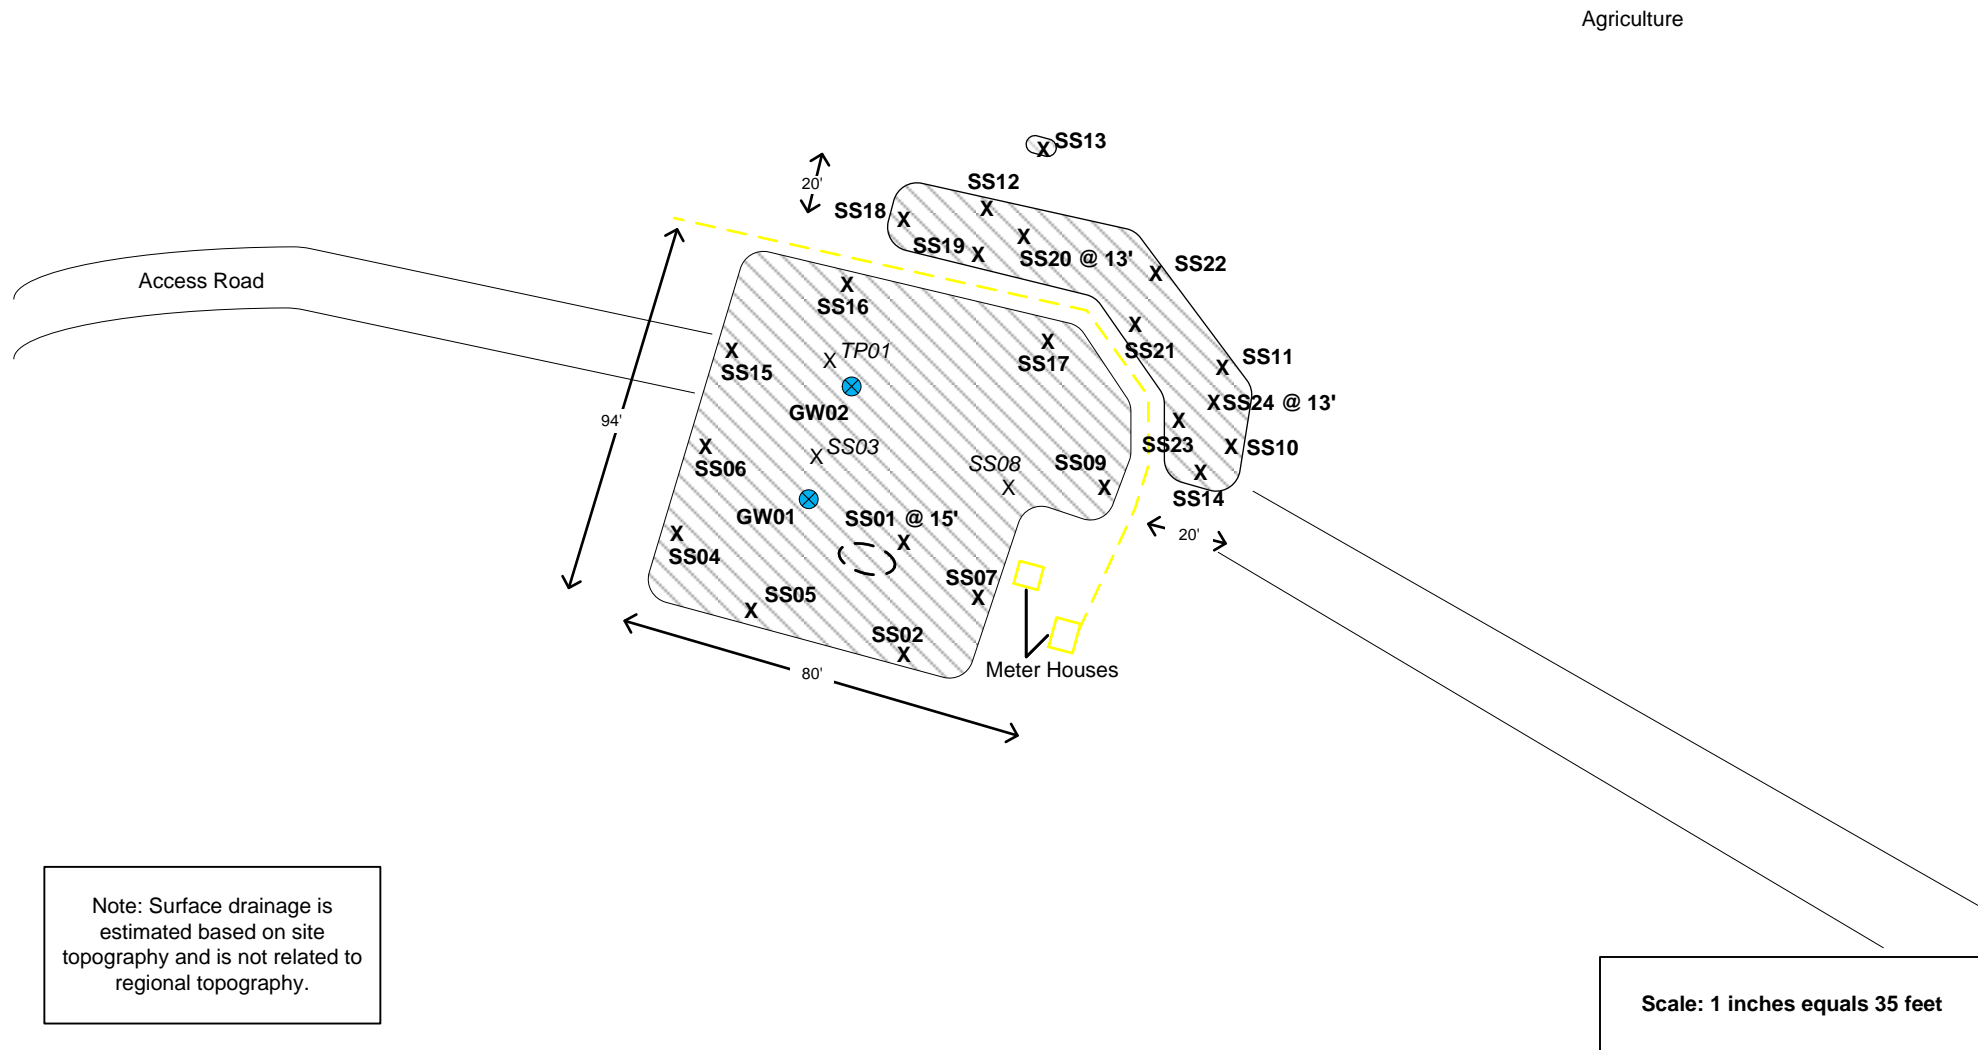 Agriculture
SS13
SS12
20'
SS18
SS19
SS20 @ 13'
SS22
Access Road
SS16
TP01
SS17
SS21
SS11
SS15
GW02
SS24 @ 13'
94'
SS03
SS23
SS10
SS06
SS08
SS09
SS14
GW01
SS01 @ 15'
20'
SS04
SS07
SS05
SS02
80'
Meter Houses
Note: Surface drainage is
estimated based on site
topography and is not related to
regional topography.
Scale: 1 inches equals 35 feet